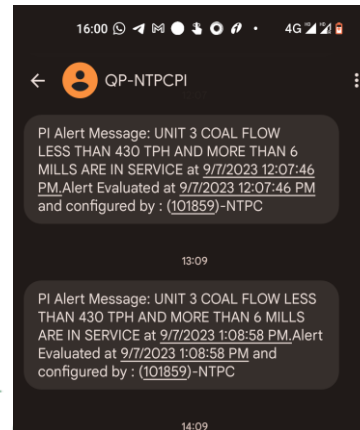 16:00 4G
QP-NTPCPI
PI Alert Message: UNIT 3 COAL FLOW
LESS THAN 430 TPH AND MORE THAN 6
MILLS ARE IN SERVICE at 9/7/2023 12:07:46
PM.Alert Evaluated at 9/7/2023 12:07:46 PM
and configured by : (101859)-NTPC
13:09
PI Alert Message: UNIT 3 COAL FLOW LESS
THAN 430 TPH AND MORE THAN 6 MILLS
ARE IN SERVICE at 9/7/2023 1:08:58 PM.Alert
Evaluated at 9/7/2023 1:08:58 PM and
configured by : (101859)-NTPC
14:09